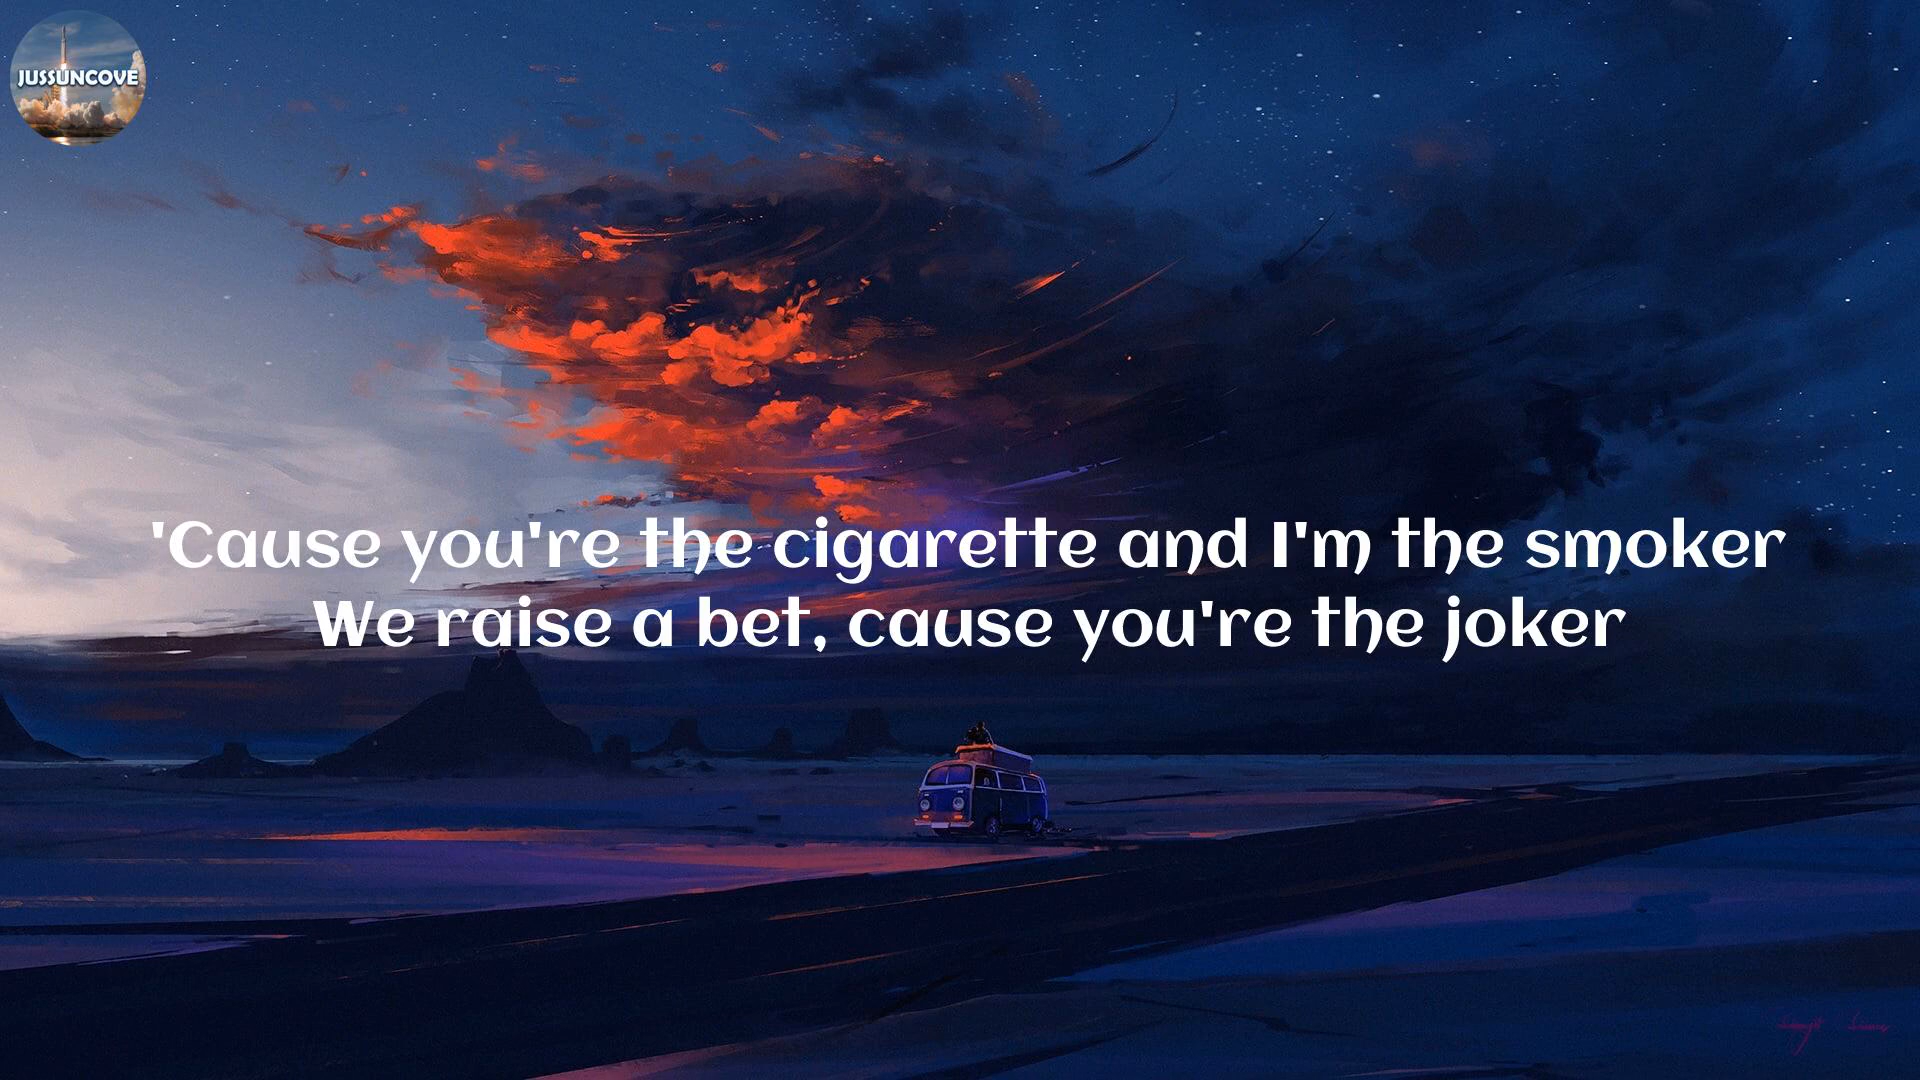 JUSSUNCOVE
'Cause you're the cigarette and I'm the smoker
We raise a bet, cause you're the joker